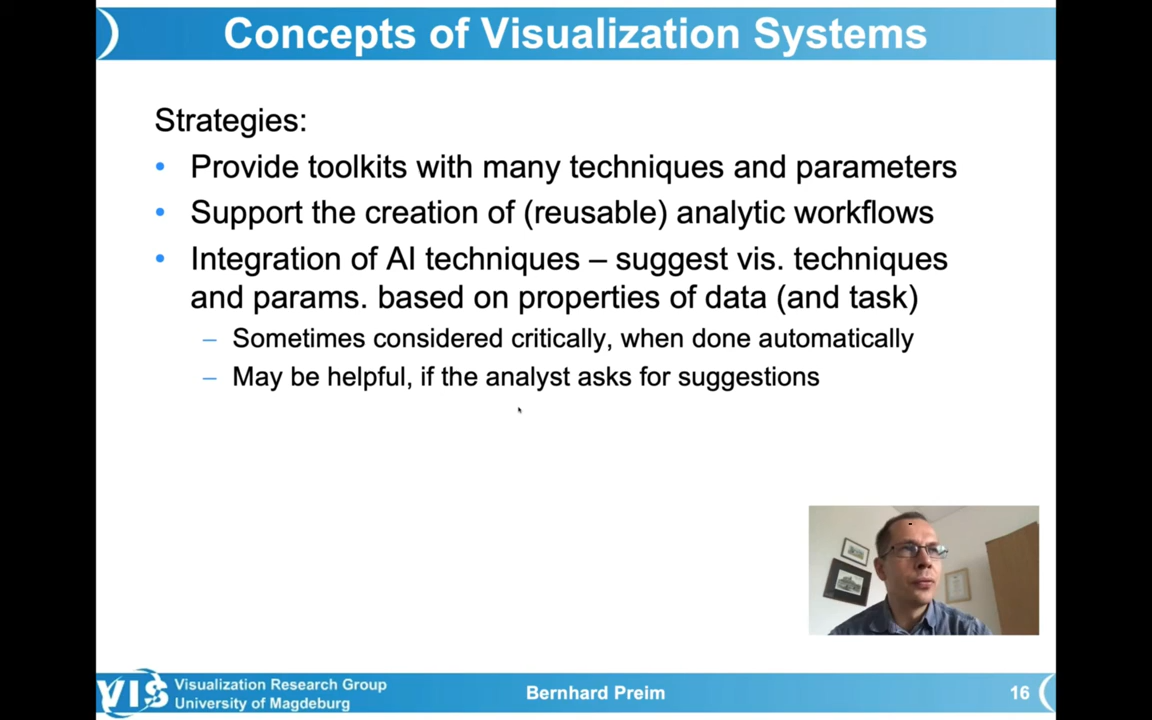 Concepts of Visualization Systems
Strategies:
• Provide toolkits with many techniques and parameters
• Support the creation of (reusable) analytic workflows
• Integration of AI techniques – suggest vis. techniques
and params. based on properties of data (and task)
– Sometimes considered critically, when done automatically
– May be helpful, if the analyst asks for suggestions
VIS
Visualization Research Group
University of Magdeburg
Bernhard Preim
16